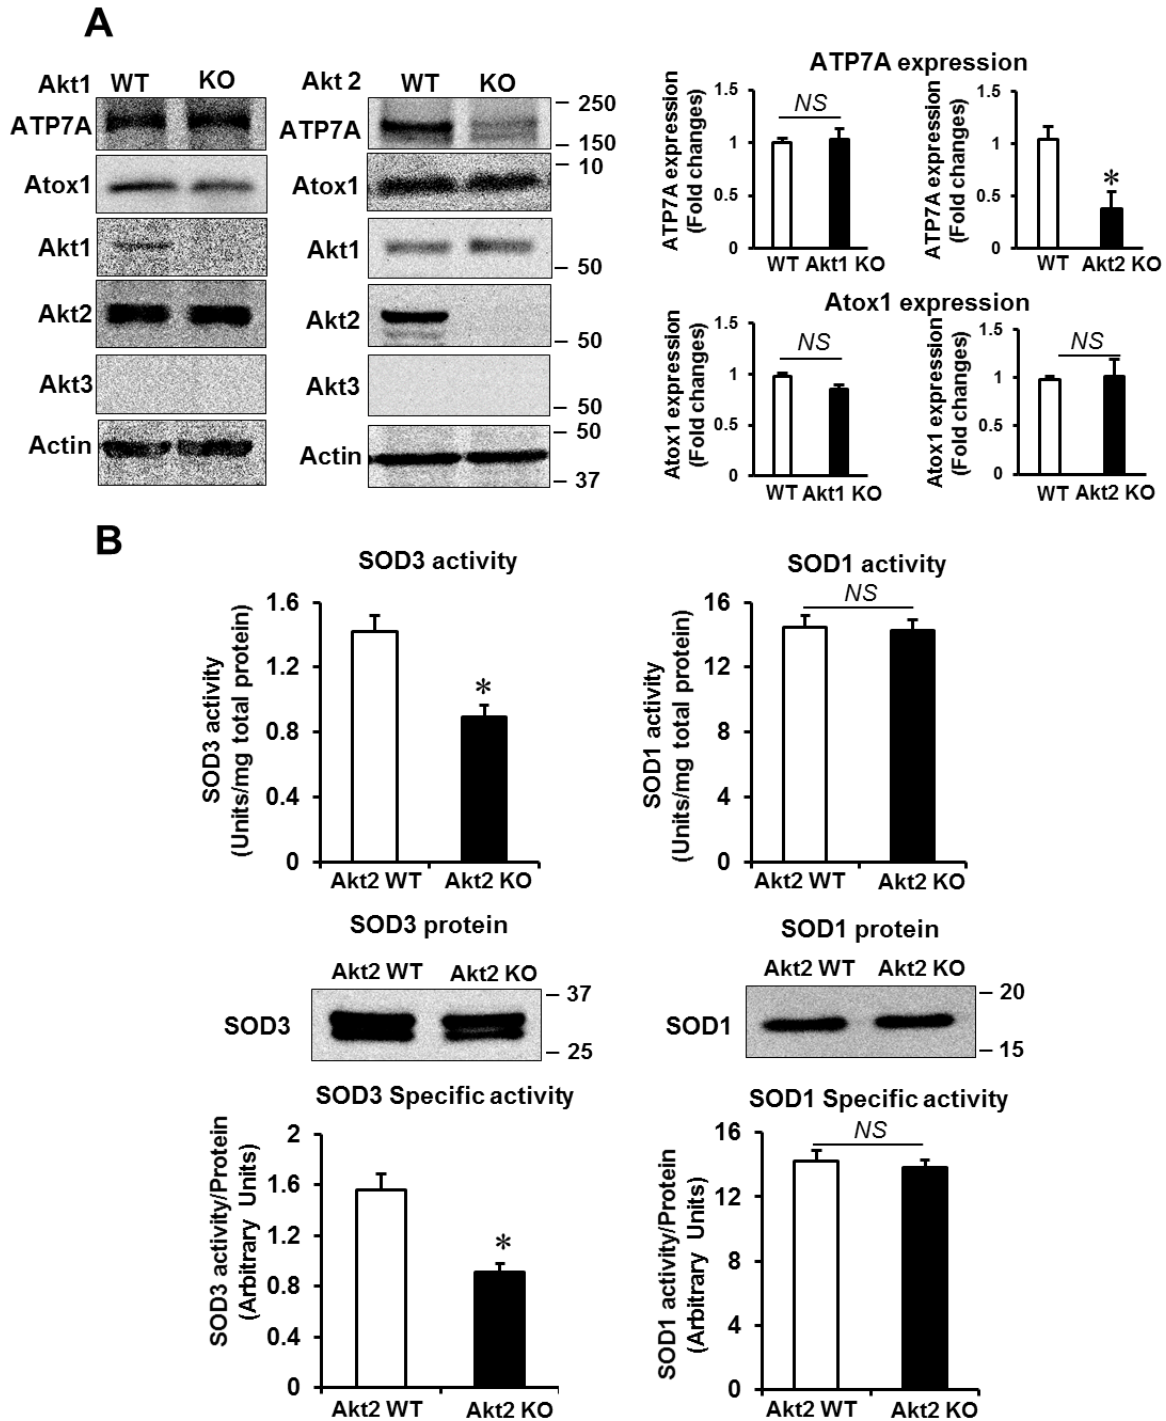 A
Akt1 WT KO
ATP7A
Atox1
Akt1
Akt2
Akt3
Actin
Akt 2 WT KO
ATP7A
Atox1
Akt1
Akt2
Akt3
Actin
– 250
– 150
– 10
– 50
– 50
– 50
– 50
– 37
ATP7A expression
ATP7A expression
(Fold changes)
1.5
1
0.5
0
NS
WT Akt1 KO
ATP7A expression
(Fold changes)
1.5
1
0.5
0
*
WT Akt2 KO
Atox1 expression
Atox1 expression
(Fold changes)
1.5
1
0.5
0
NS
WT Akt1 KO
Atox1 expression
(Fold changes)
1.5
1
0.5
0
NS
WT Akt2 KO
B
SOD3 activity
SOD3 activity
(Units/mg total protein)
1.6
1.2
0.8
0.4
0
*
Akt2 WT Akt2 KO
SOD1 activity
SOD1 activity
(Units/mg total protein)
16
12
8
4
0
NS
Akt2 WT Akt2 KO
SOD3 protein
Akt2 WT Akt2 KO
SOD3
– 37
– 25
SOD1 protein
Akt2 WT Akt2 KO
SOD1
– 20
– 15
SOD3 Specific activity
SOD3 activity/Protein
(Arbitrary Units)
2
1.6
1.2
0.8
0.4
0
*
Akt2 WT Akt2 KO
SOD1 Specific activity
SOD1 activity/Protein
(Arbitrary Units)
16
12
8
4
0
NS
Akt2 WT Akt2 KO